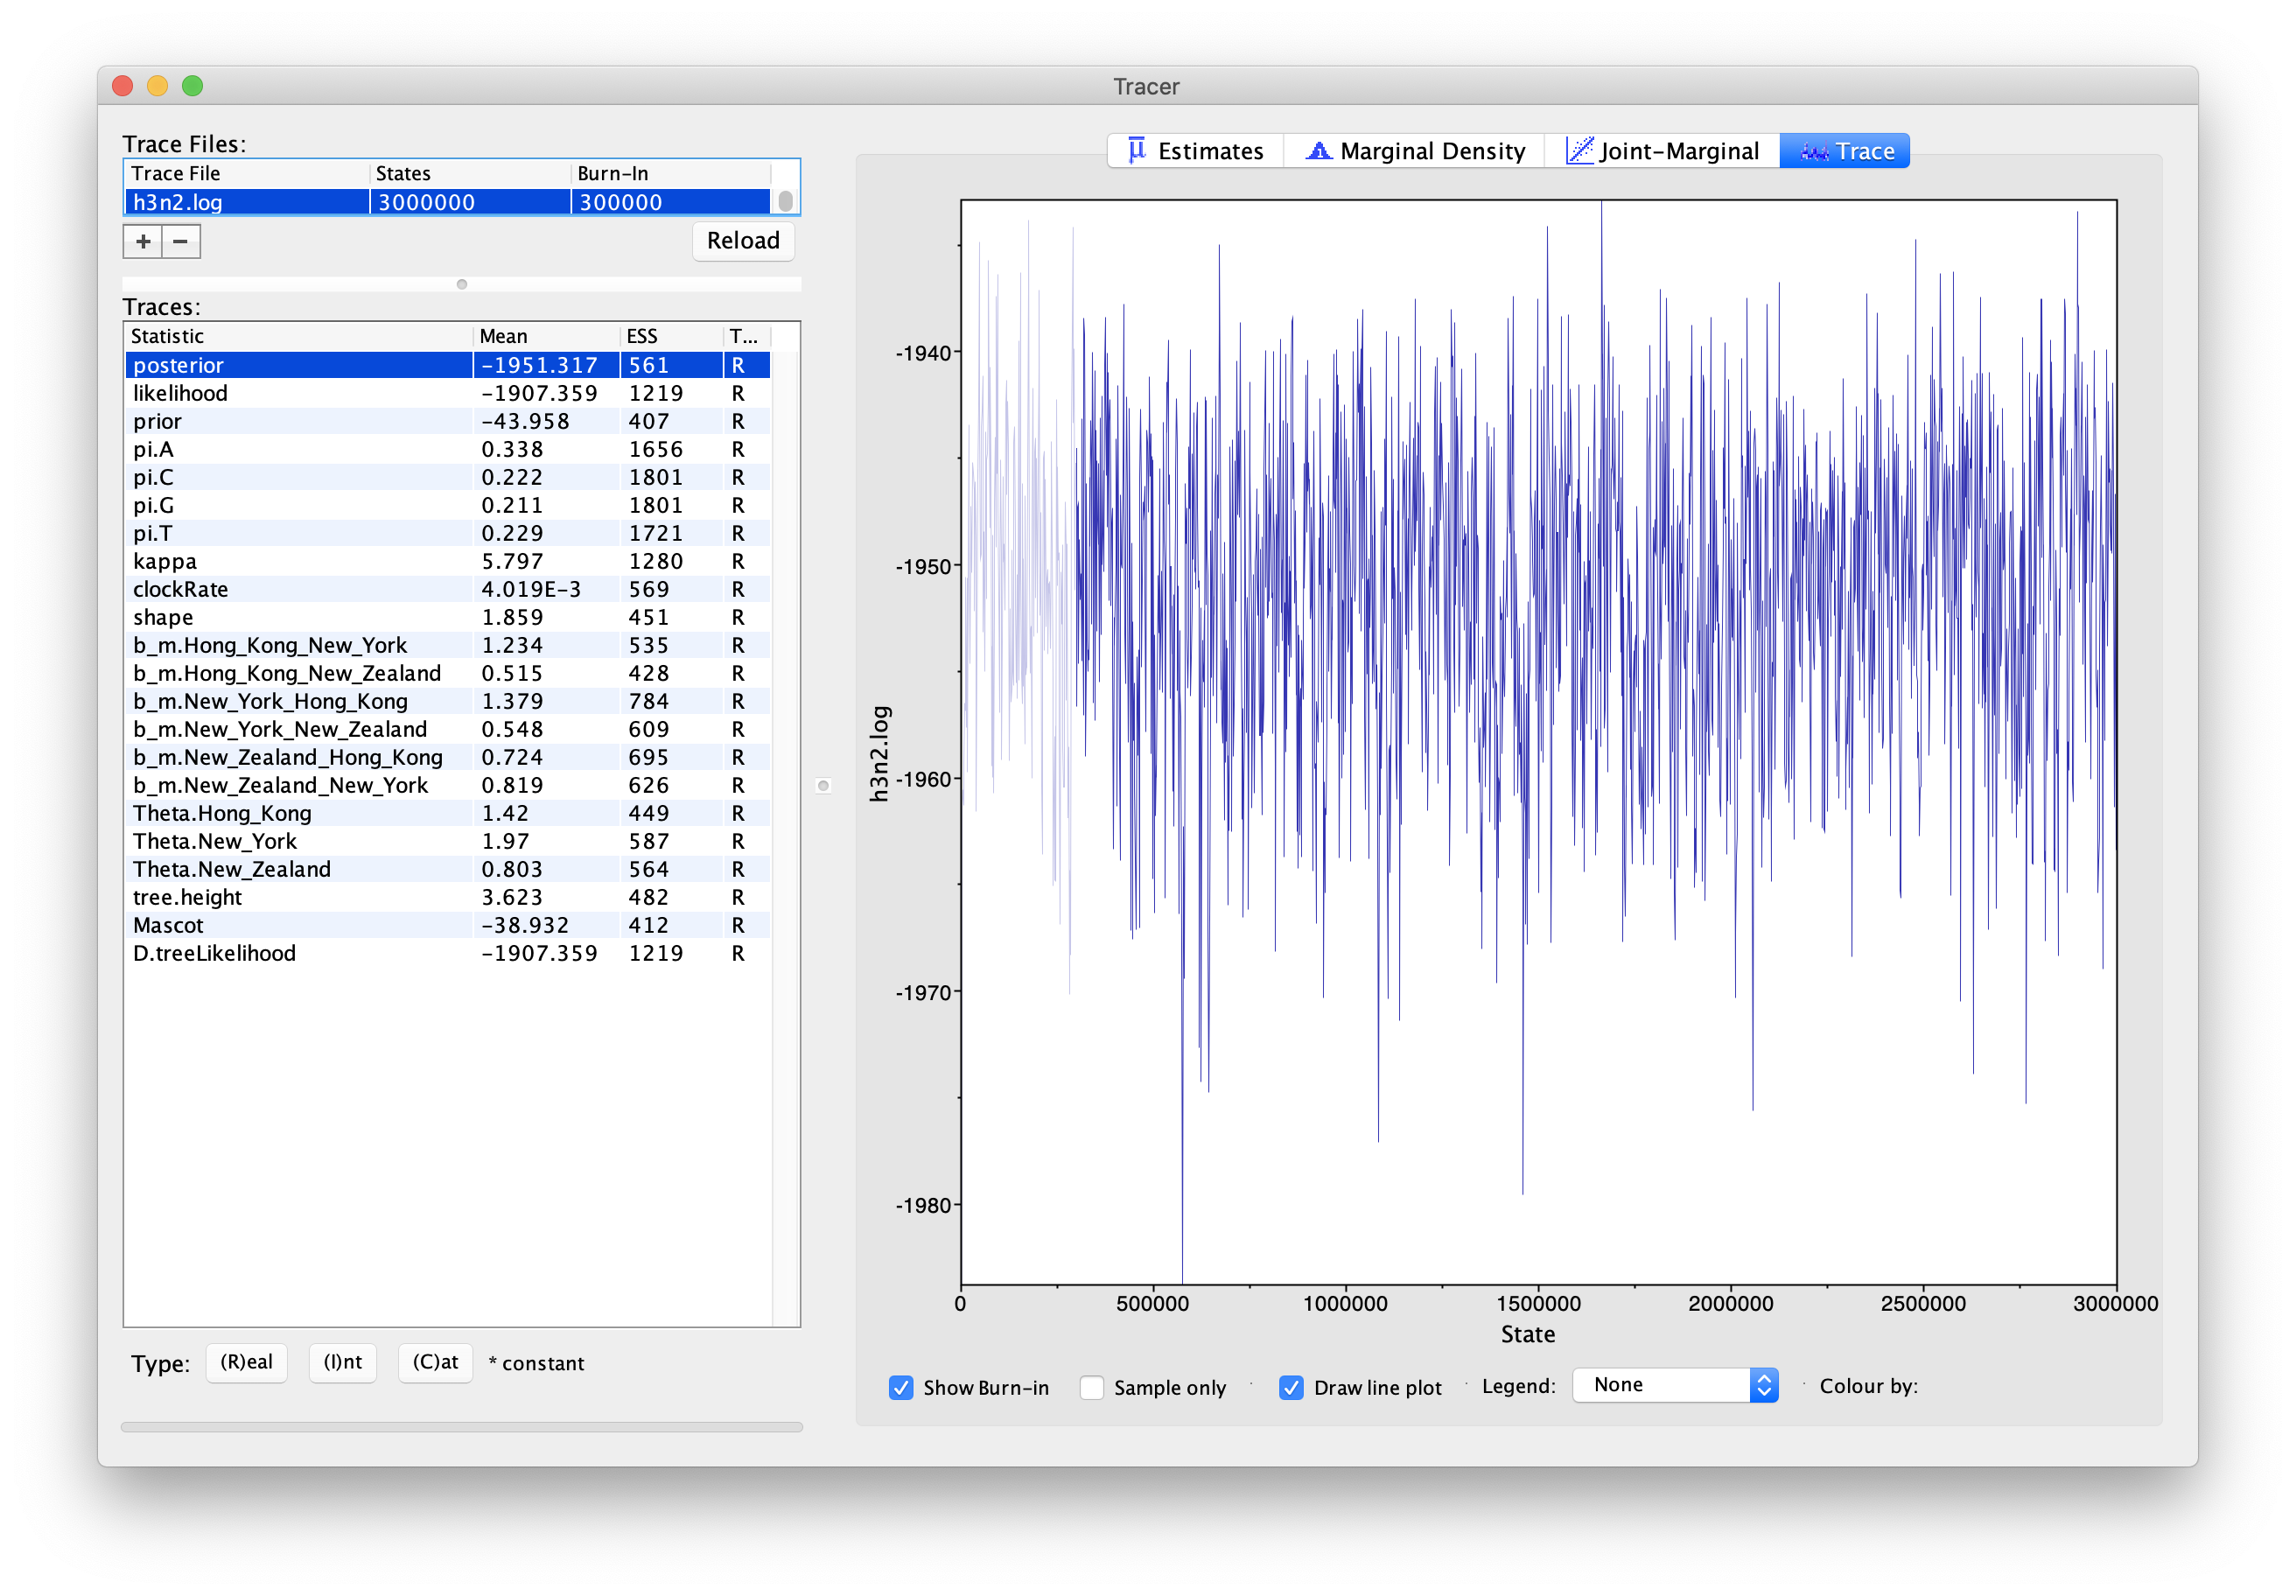 Tracer
Trace Files:
Trace File States Burn-In
h3n2.log 3000000 300000
+ −
Reload
Traces:
Statistic Mean ESS T...
posterior −1951.317 561 R
likelihood −1907.359 1219 R
prior −43.958 407 R
pi.A 0.338 1656 R
pi.C 0.222 1801 R
pi.G 0.211 1801 R
pi.T 0.229 1721 R
kappa 5.797 1280 R
clockRate 4.019E−3 569 R
shape 1.859 451 R
b_m.Hong_Kong_New_York 1.234 535 R
b_m.Hong_Kong_New_Zealand 0.515 428 R
b_m.New_York_Hong_Kong 1.379 784 R
b_m.New_York_New_Zealand 0.548 609 R
b_m.New_Zealand_Hong_Kong 0.724 695 R
b_m.New_Zealand_New_York 0.819 626 R
Theta.Hong_Kong 1.42 449 R
Theta.New_York 1.97 587 R
Theta.New_Zealand 0.803 564 R
tree.height 3.623 482 R
Mascot −38.932 412 R
D.treeLikelihood −1907.359 1219 R
Type: (R)eal (I)nt (C)at * constant
Estimates Marginal Density Joint-Marginal Trace
h3n2.log
-1940
-1950
-1960
-1970
-1980
0 500000 1000000 1500000 2000000 2500000 3000000
State
Show Burn-in Sample only Draw line plot Legend: None Colour by: